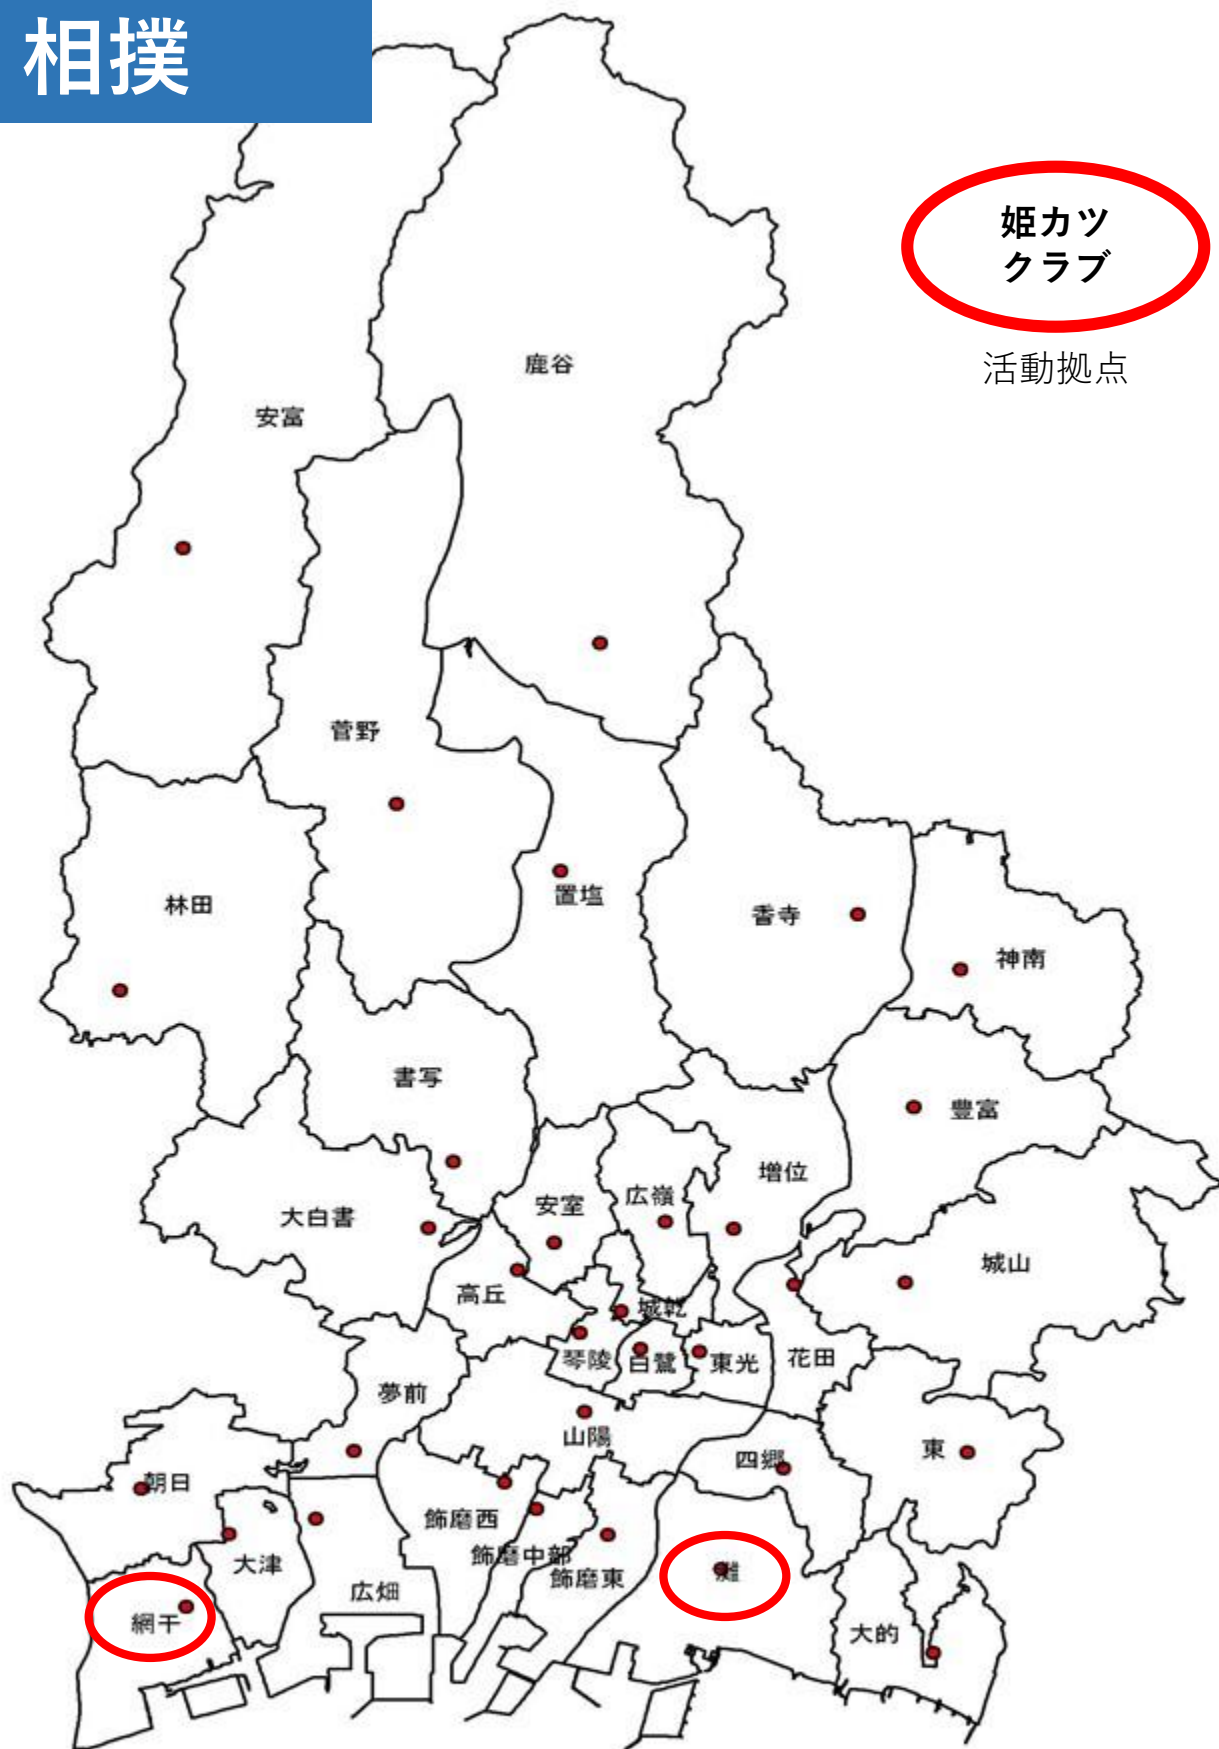 相撲
姫カツ
クラブ
活動拠点
鹿谷
安富
菅野
置塩
林田
香寺
神南
書写
豊富
増位
広嶺
安室
大白書
城山
高丘
城乾
琴陵
白鷺
東光
花田
夢前
山陽
四郷
東
朝日
飾磨西
飾磨中部
飾磨東
大津
灘
広畑
網干
大的